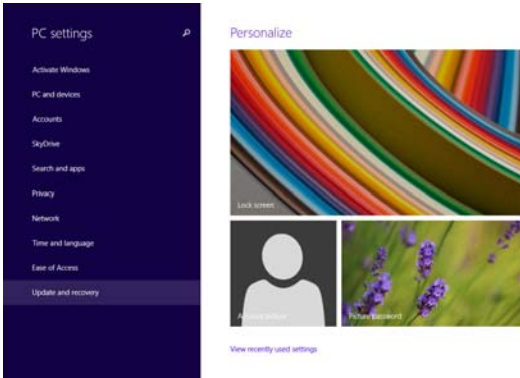 PC settings
Activate Windows
PC and devices
Accounts
SkyDrive
Search and apps
Privacy
Network
Time and language
Ease of Access
Update and recovery
Personalize
Lock screen
Account picture
Picture password
View recently used settings